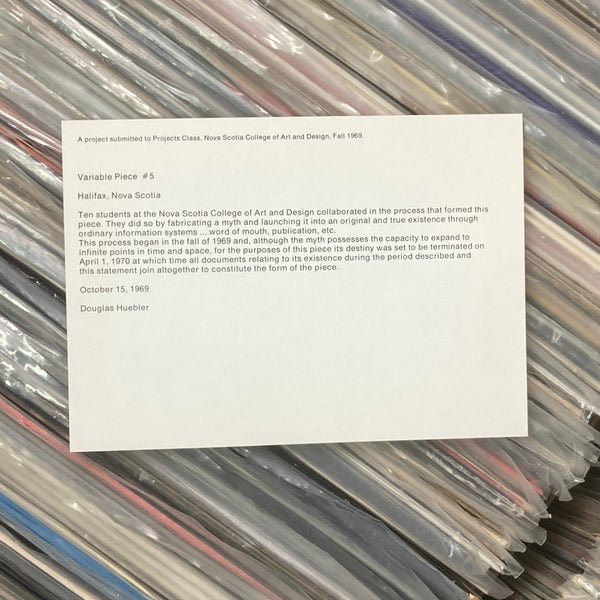 A project submitted to Projects Class, Nova Scotia College of Art and Design, Fall 1969.
Variable Piece #5
Halifax, Nova Scotia
Ten students at the Nova Scotia College of Art and Design collaborated in the process that formed this
piece. They did so by fabricating a myth and launching it into an original and true existence through
ordinary information systems ... word of mouth, publication, etc.
This process began in the fall of 1969 and, although the myth possesses the capacity to expand to
infinite points in time and space, for the purposes of this piece its destiny was set to be terminated on
April 1, 1970 at which time all documents relating to its existence during the period described and
this statement join altogether to constitute the form of the piece.
October 15, 1969
Douglas Huebler